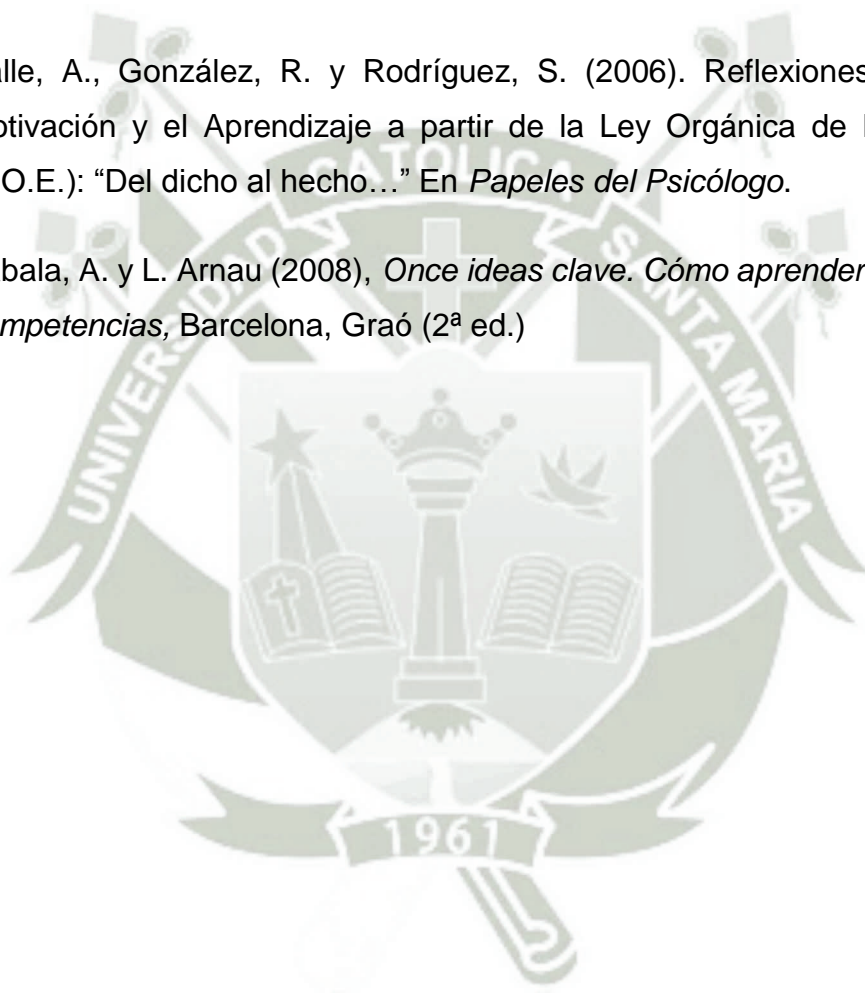 alle, A., González, R. y Rodríguez, S. (2006). Reflexiones
otivación y el Aprendizaje a partir de la Ley Orgánica de
O.E.): “Del dicho al hecho…” En Papeles del Psicólogo.
bala, A. y L. Arnau (2008), Once ideas clave. Cómo aprender
mpetencias, Barcelona, Graó (2ª ed.)
UNIVERSIDAD CATOLICA SANTA MARIA
1961